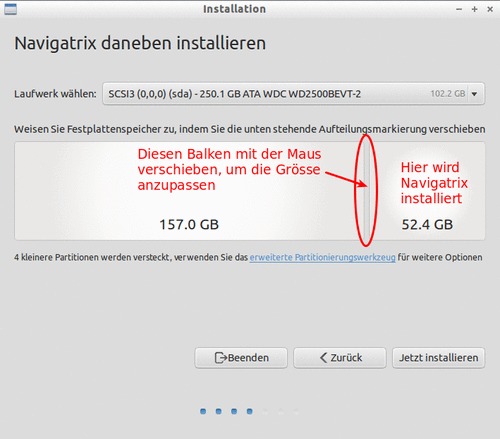 Installation
Navigatrix daneben installieren
Laufwerk wählen: SCSI3 (0,0,0) (sda) - 250.1 GB ATA WDC WD2500BEVT-2 102.2 GB
Weisen Sie Festplattenspeicher zu, indem Sie die unten stehende Aufteilungsmarkierung verschieben
Diesen Balken mit der Maus
verschieben, um die Grösse
anzupassen
Hier wird
Navigatrix
installiert
157.0 GB 52.4 GB
4 kleinere Partitionen werden versteckt, verwenden Sie das erweiterte Partitionierungswerkzeug für weitere Optionen
Beenden Zurück Jetzt installieren